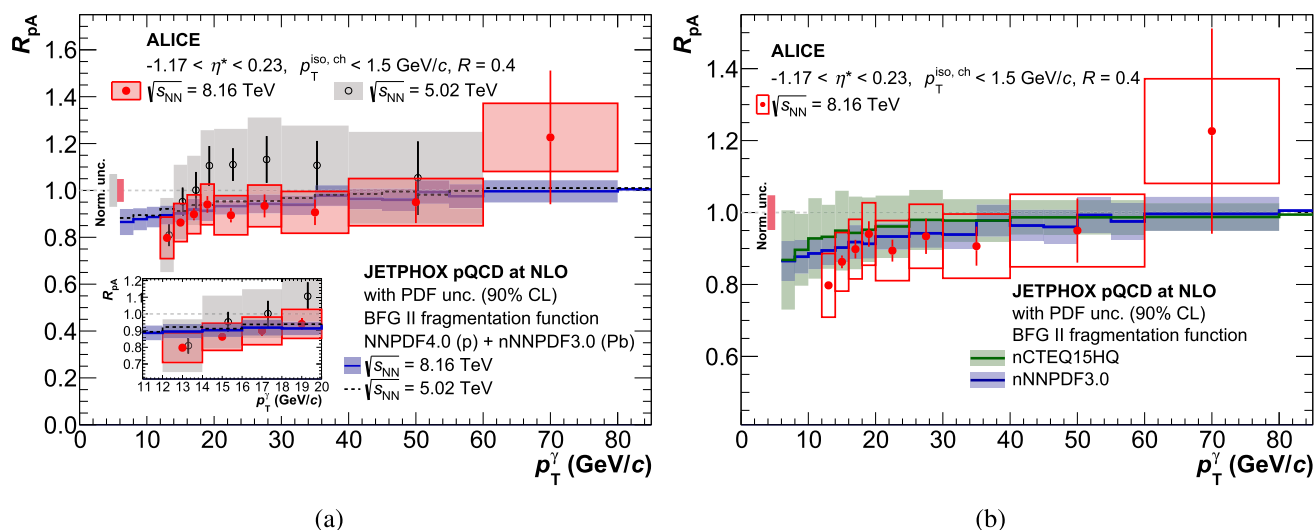 R_pA
1.6
1.4
1.2
1.0
0.8
0.6
0.4
0.2
0.0
ALICE
-1.17 < η* < 0.23, p_T^iso, ch < 1.5 GeV/c, R = 0.4
√s_NN = 8.16 TeV
√s_NN = 5.02 TeV
Norm. unc.
JETPHOX pQCD at NLO
with PDF unc. (90% CL)
BFG II fragmentation function
NNPDF4.0 (p) + nNNPDF3.0 (Pb)
√s_NN = 8.16 TeV
√s_NN = 5.02 TeV
R_pA
1.2
1.1
1.0
0.9
0.8
0.7
0.6
11 12 13 14 15 16 17 18 19 20
p_T^γ (GeV/c)
0 10 20 30 40 50 60 70 80
p_T^γ (GeV/c)
(a)
R_pA
1.4
1.2
1.0
0.8
0.6
ALICE
-1.17 < η* < 0.23, p_T^iso, ch < 1.5 GeV/c, R = 0.4
√s_NN = 8.16 TeV
Norm. unc.
JETPHOX pQCD at NLO
with PDF unc. (90% CL)
BFG II fragmentation function
nCTEQ15HQ
nNNPDF3.0
0 10 20 30 40 50 60 70 80
p_T^γ (GeV/c)
(b)